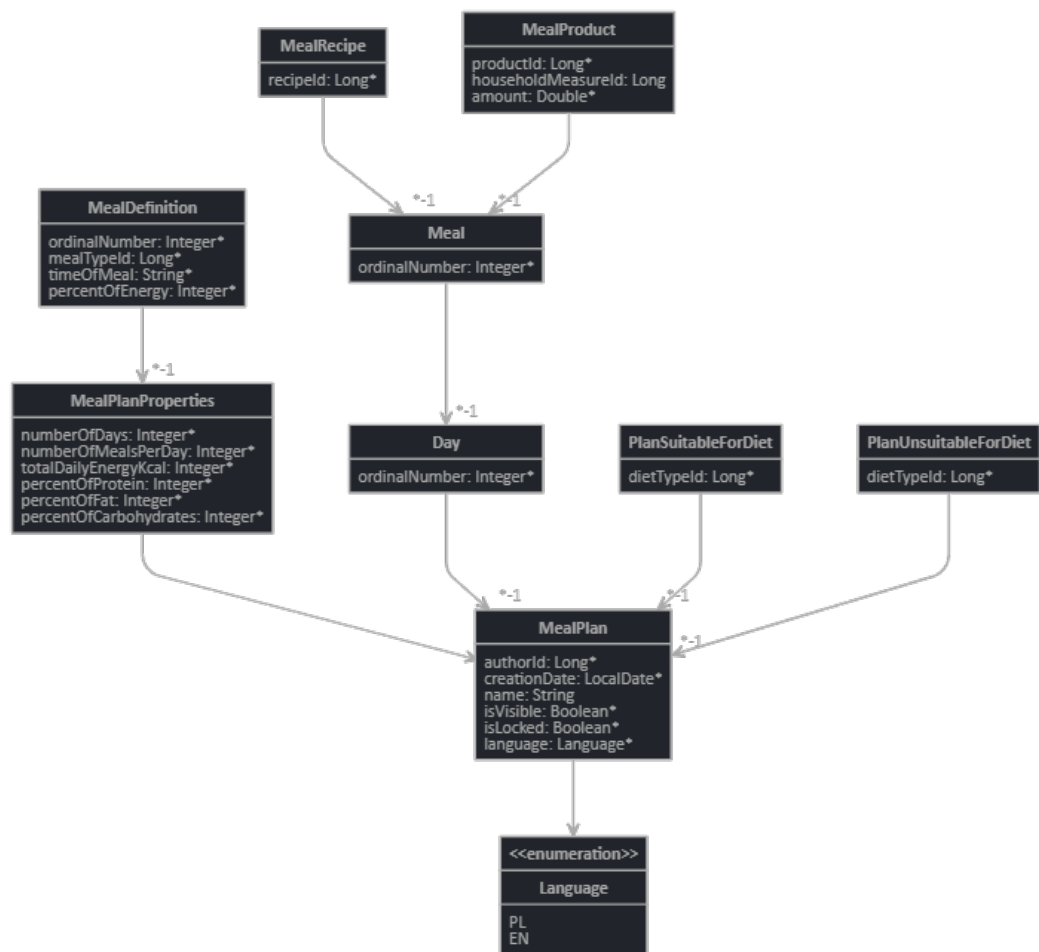 MealRecipe
recipeId: Long*
MealProduct
productId: Long*
householdMeasureId: Long
amount: Double*
*-1
*-1
MealDefinition
ordinalNumber: Integer*
mealTypeId: Long*
timeOfMeal: String*
percentOfEnergy: Integer*
Meal
ordinalNumber: Integer*
*-1
MealPlanProperties
numberOfDays: Integer*
numberOfMealsPerDay: Integer*
totalDailyEnergyKcal: Integer*
percentOfProtein: Integer*
percentOfFat: Integer*
percentOfCarbohydrates: Integer*
*-1
Day
ordinalNumber: Integer*
PlanSuitableForDiet
dietTypeId: Long*
PlanUnsuitableForDiet
dietTypeId: Long*
*-1
*-1
*-1
MealPlan
authorId: Long*
creationDate: LocalDate*
name: String
isVisible: Boolean*
isLocked: Boolean*
language: Language*
<<enumeration>>
Language
PL
EN